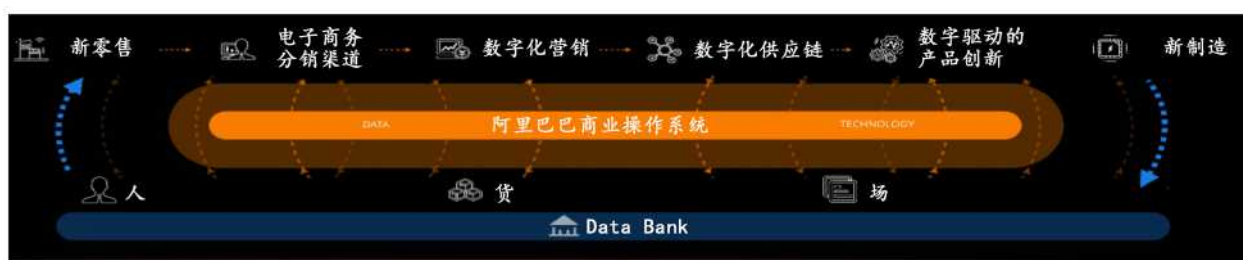 新零售
电子商务
分销渠道
数字化营销
数字化供应链
数字驱动的
产品创新
新制造
DATA
阿里巴巴商业操作系统
TECHNOLOGY
人
货
场
Data Bank